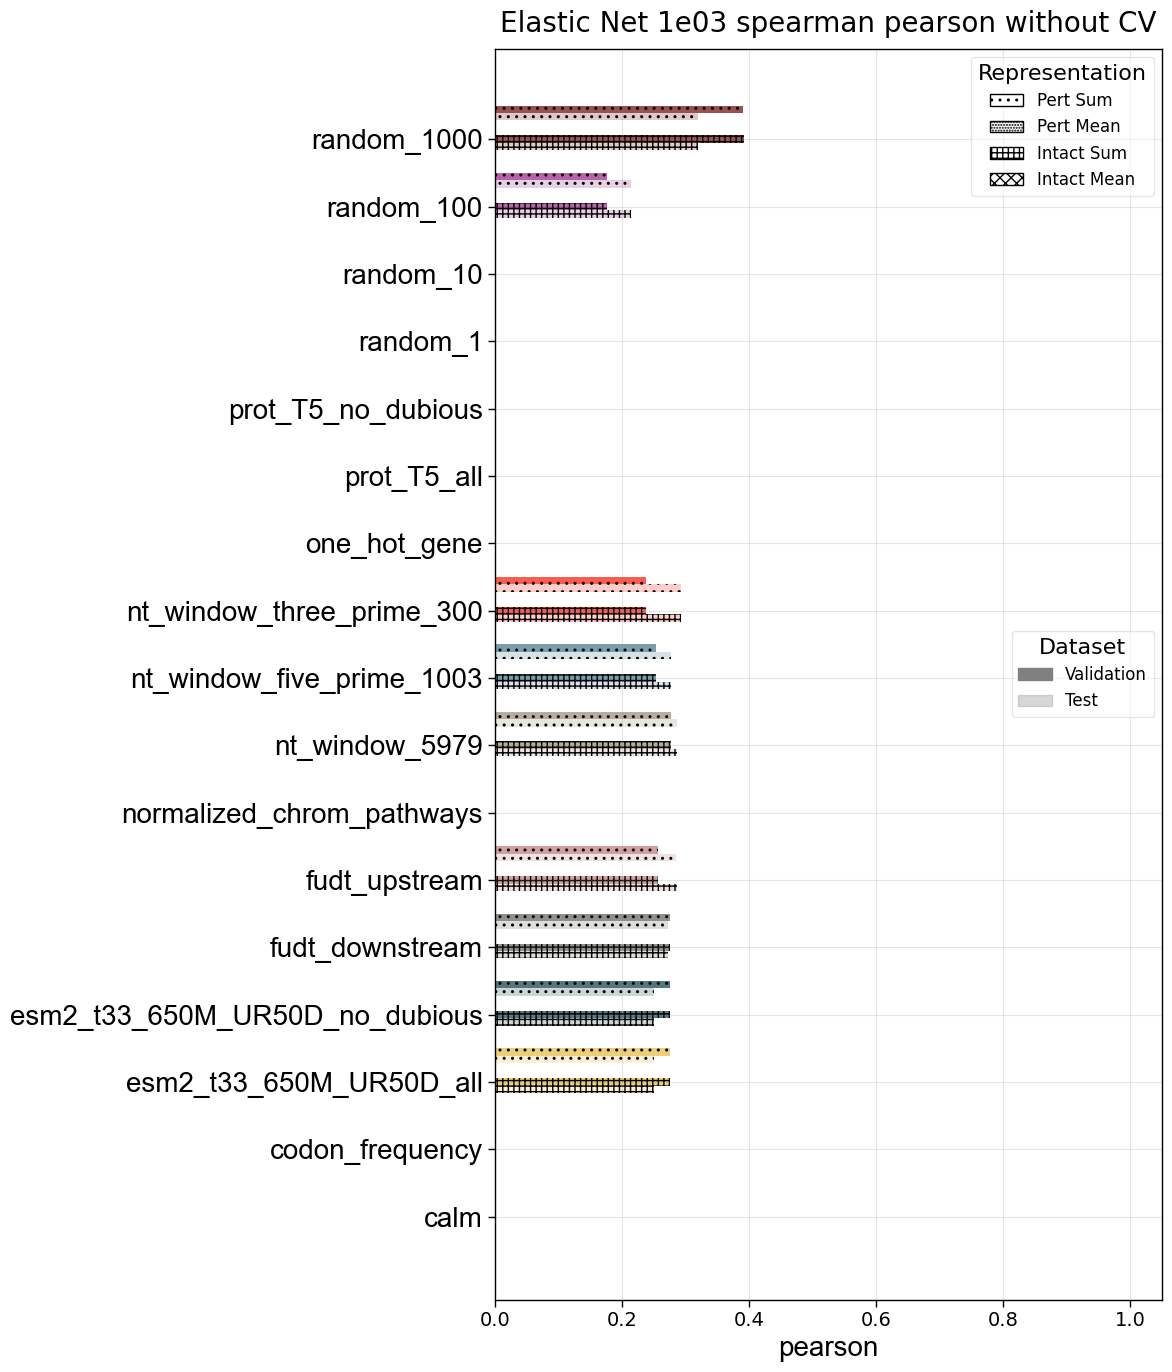 Elastic Net 1e03 spearman pearson without CV
Representation
Pert Sum
Pert Mean
Intact Sum
Intact Mean
random_1000
random_100
random_10
random_1
prot_T5_no_dubious
prot_T5_all
one_hot_gene
nt_window_three_prime_300
nt_window_five_prime_1003
nt_window_5979
normalized_chrom_pathways
fudt_upstream
fudt_downstream
esm2_t33_650M_UR50D_no_dubious
esm2_t33_650M_UR50D_all
codon_frequency
calm
Dataset
Validation
Test
0.0 0.2 0.4 0.6 0.8 1.0
pearson